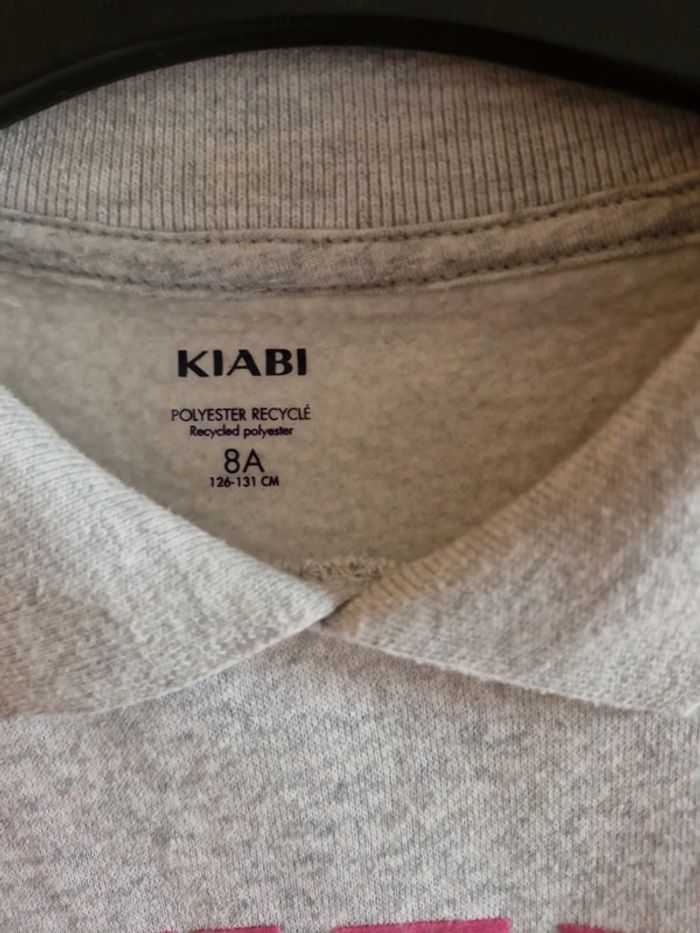 KIABI
POLYESTER RECYCLÉ
Recycled polyester
8A
126-131 CM